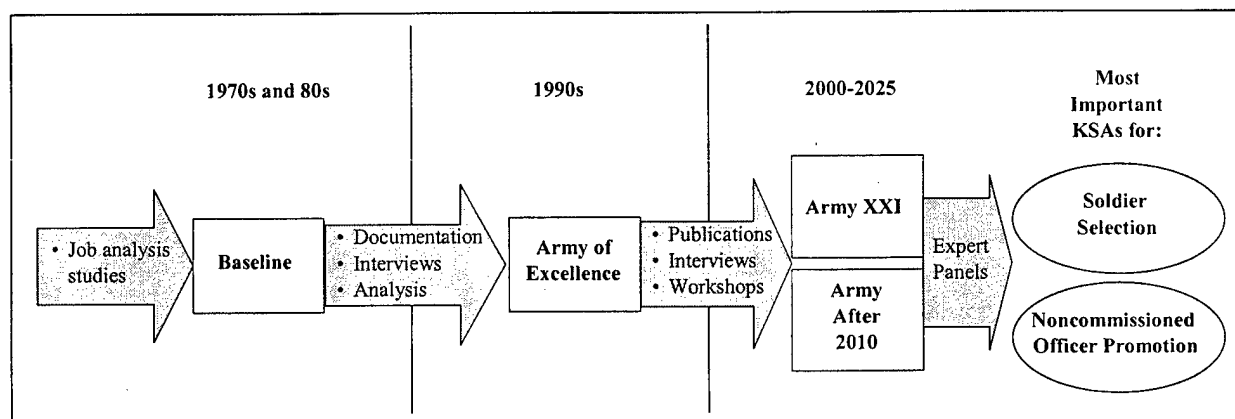 1970s and 80s
1990s
2000-2025
Most
Important
KSAs for:
• Job analysis
studies
Baseline
• Documentation
• Interviews
• Analysis
Army of
Excellence
• Publications
• Interviews
• Workshops
Army XXI
Army
After
2010
Expert
Panels
Soldier
Selection
Noncommissioned
Officer Promotion